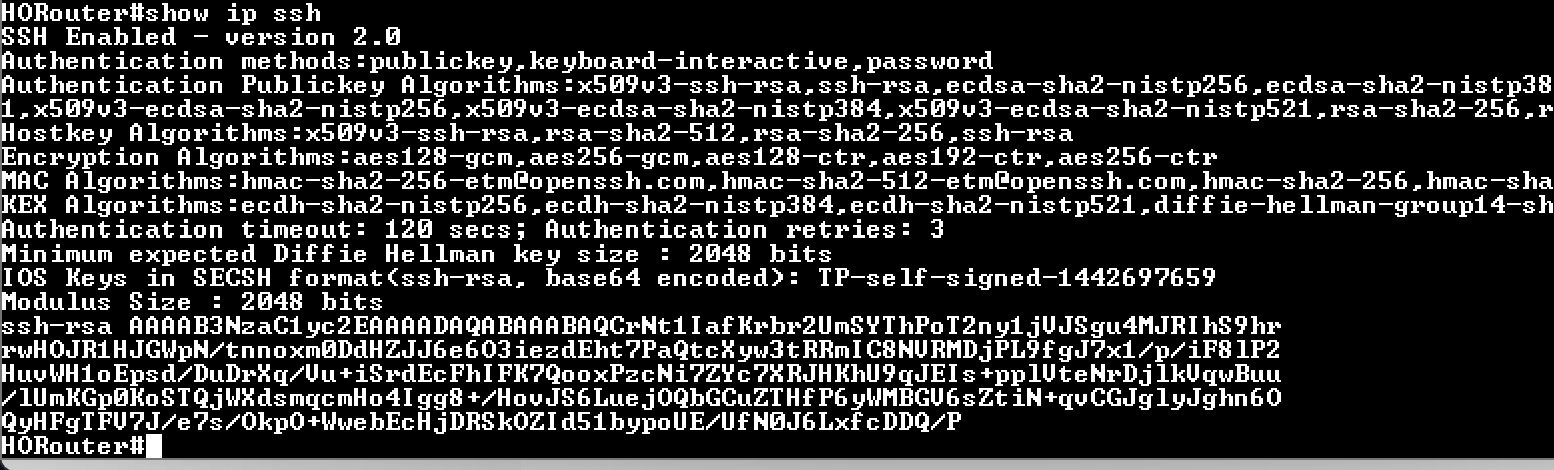 HORouter#show ip ssh
SSH Enabled - version 2.0
Authentication methods:publickey,keyboard-interactive,password
Authentication Publickey Algorithms:x509v3-ssh-rsa,ssh-rsa,ecdsa-sha2-nistp256,ecdsa-sha2-nistp38
1,x509v3-ecdsa-sha2-nistp256,x509v3-ecdsa-sha2-nistp384,x509v3-ecdsa-sha2-nistp521,rsa-sha2-256,r
Hostkey Algorithms:x509v3-ssh-rsa,rsa-sha2-512,rsa-sha2-256,ssh-rsa
Encryption Algorithms:aes128-gcm,aes256-gcm,aes128-ctr,aes192-ctr,aes256-ctr
MAC Algorithms:hmac-sha2-256-etm@openssh.com,hmac-sha2-512-etm@openssh.com,hmac-sha2-256,hmac-sha
KEX Algorithms:ecdh-sha2-nistp256,ecdh-sha2-nistp384,ecdh-sha2-nistp521,diffie-hellman-group14-sh
Authentication timeout: 120 secs; Authentication retries: 3
Minimum expected Diffie Hellman key size : 2048 bits
IOS Keys in SECSH format(ssh-rsa, base64 encoded): TP-self-signed-1442697659
Modulus Size : 2048 bits
ssh-rsa AAAAB3NzaC1yc2EAAAADAQABAAABAQCrNt1IafKrbr2UmSYThPoT2ny1jVJSgu4MJRIhS9hr
rwHOJR1HJGWpN/tnnoxm0DdHZJJ6e6O3iezdEht7PaQtcXyw3tRRmIC8NVRMDjPL9fgJ7x1/p/iF8lP2
HuvWH1oEpsd/DuDrXq/Vu+iSrdEcFhIFK7QooxPzcNi7ZYc7XRJHKhU9qJEIs+pplVteNrDjlkVqwBuu
/lUmKGp0KoSTQjWXdsmqcmHo4Igg8+/HovJS6LuejOQbGCuZTHfP6yWMBGV6sZtiN+qvCGJglyJghn6O
QyHFgTFV7J/e7s/OkpO+WwebEcHjDRSkOZId51bypoUE/UfN0J6LxfcDDQ/P
HORouter#